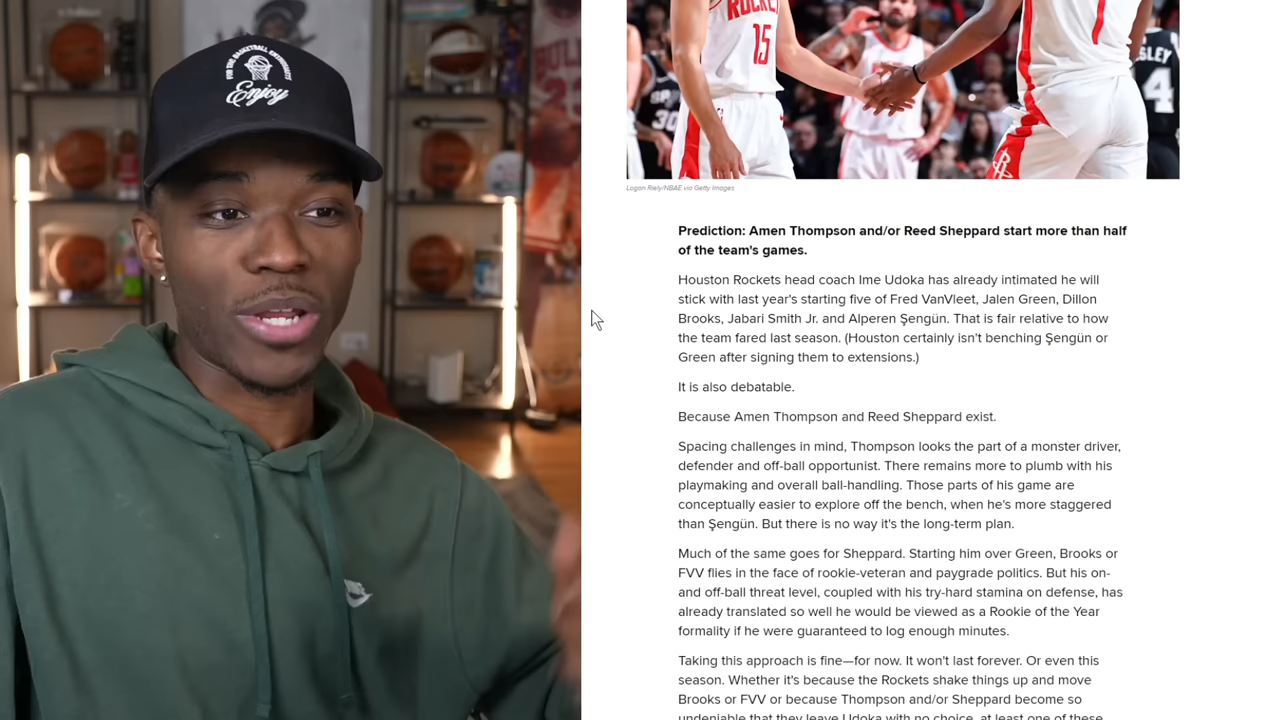 FOR THE BASKETBALL ENTHUSIASTS
Enjoy
BULLS
23
ROCKETS
15
SPURS
30
SLEY
4
Logan Riely/NBAE via Getty Images
Prediction: Amen Thompson and/or Reed Sheppard start more than half
of the team's games.
Houston Rockets head coach Ime Udoka has already intimated he will
stick with last year's starting five of Fred VanVleet, Jalen Green, Dillon
Brooks, Jabari Smith Jr. and Alperen Şengün. That is fair relative to how
the team fared last season. (Houston certainly isn't benching Şengün or
Green after signing them to extensions.)
It is also debatable.
Because Amen Thompson and Reed Sheppard exist.
Spacing challenges in mind, Thompson looks the part of a monster driver,
defender and off-ball opportunist. There remains more to plumb with his
playmaking and overall ball-handling. Those parts of his game are
conceptually easier to explore off the bench, when he's more staggered
than Şengün. But there is no way it's the long-term plan.
Much of the same goes for Sheppard. Starting him over Green, Brooks or
FVV flies in the face of rookie-veteran and paygrade politics. But his on-
and off-ball threat level, coupled with his try-hard stamina on defense, has
already translated so well he would be viewed as a Rookie of the Year
formality if he were guaranteed to log enough minutes.
Taking this approach is fine—for now. It won't last forever. Or even this
season. Whether it's because the Rockets shake things up and move
Brooks or FVV or because Thompson and/or Sheppard become so
undeniable that they leave Udoka with no choice, at least one of these